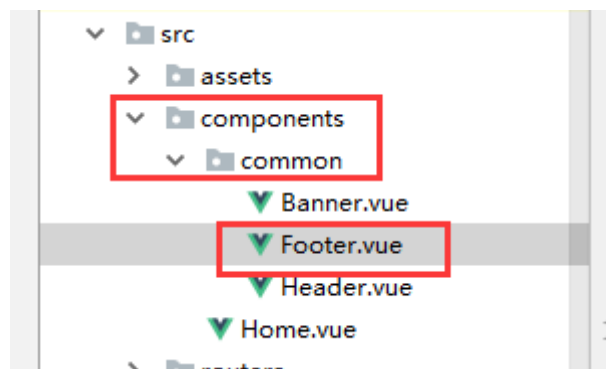 src
assets
components
common
Banner.vue
Footer.vue
Header.vue
Home.vue